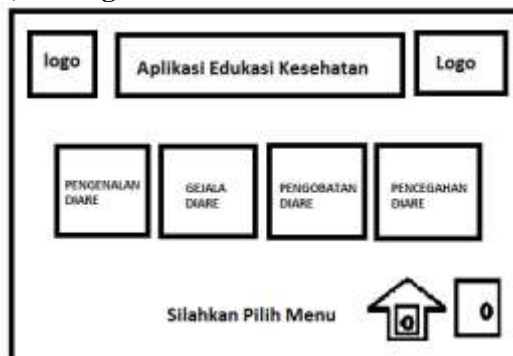 logo
Aplikasi Edukasi Kesehatan
Logo
PENGENALAN
DIARE
GEJALA
DIARE
PENGOBATAN
DIARE
PENCEGAHAN
DIARE
Silahkan Pilih Menu
0
0